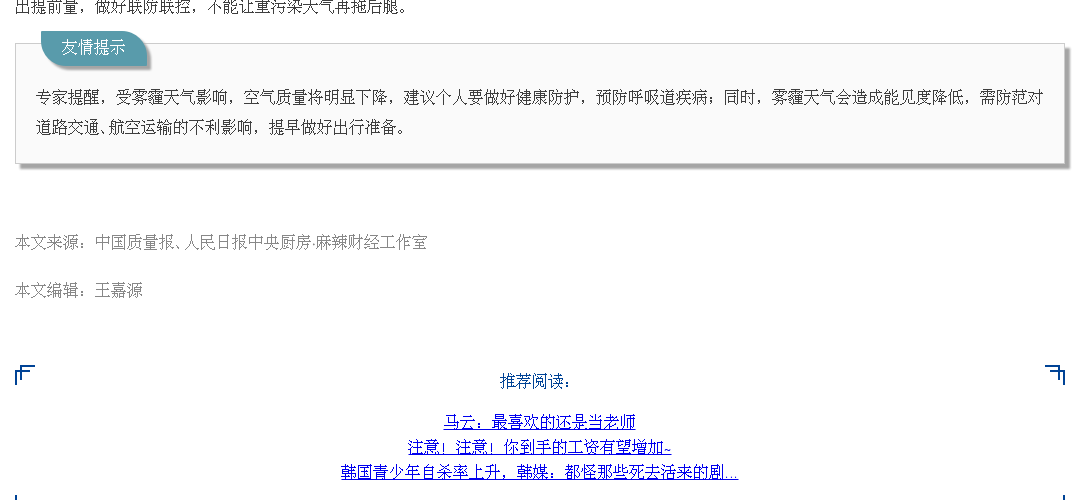 出提前量，做好联防联控，不能让重污染天气再拖后腿。
友情提示
专家提醒，受雾霾天气影响，空气质量将明显下降，建议个人要做好健康防护，预防呼吸道疾病；同时，雾霾天气会造成能见度降低，需防范对
道路交通、航空运输的不利影响，提早做好出行准备。
本文来源：中国质量报、人民日报中央厨房·麻辣财经工作室
本文编辑：王嘉源
推荐阅读：
马云：最喜欢的还是当老师
注意！注意！你到手的工资有望增加~
韩国青少年自杀率上升，韩媒：都怪那些死去活来的剧...